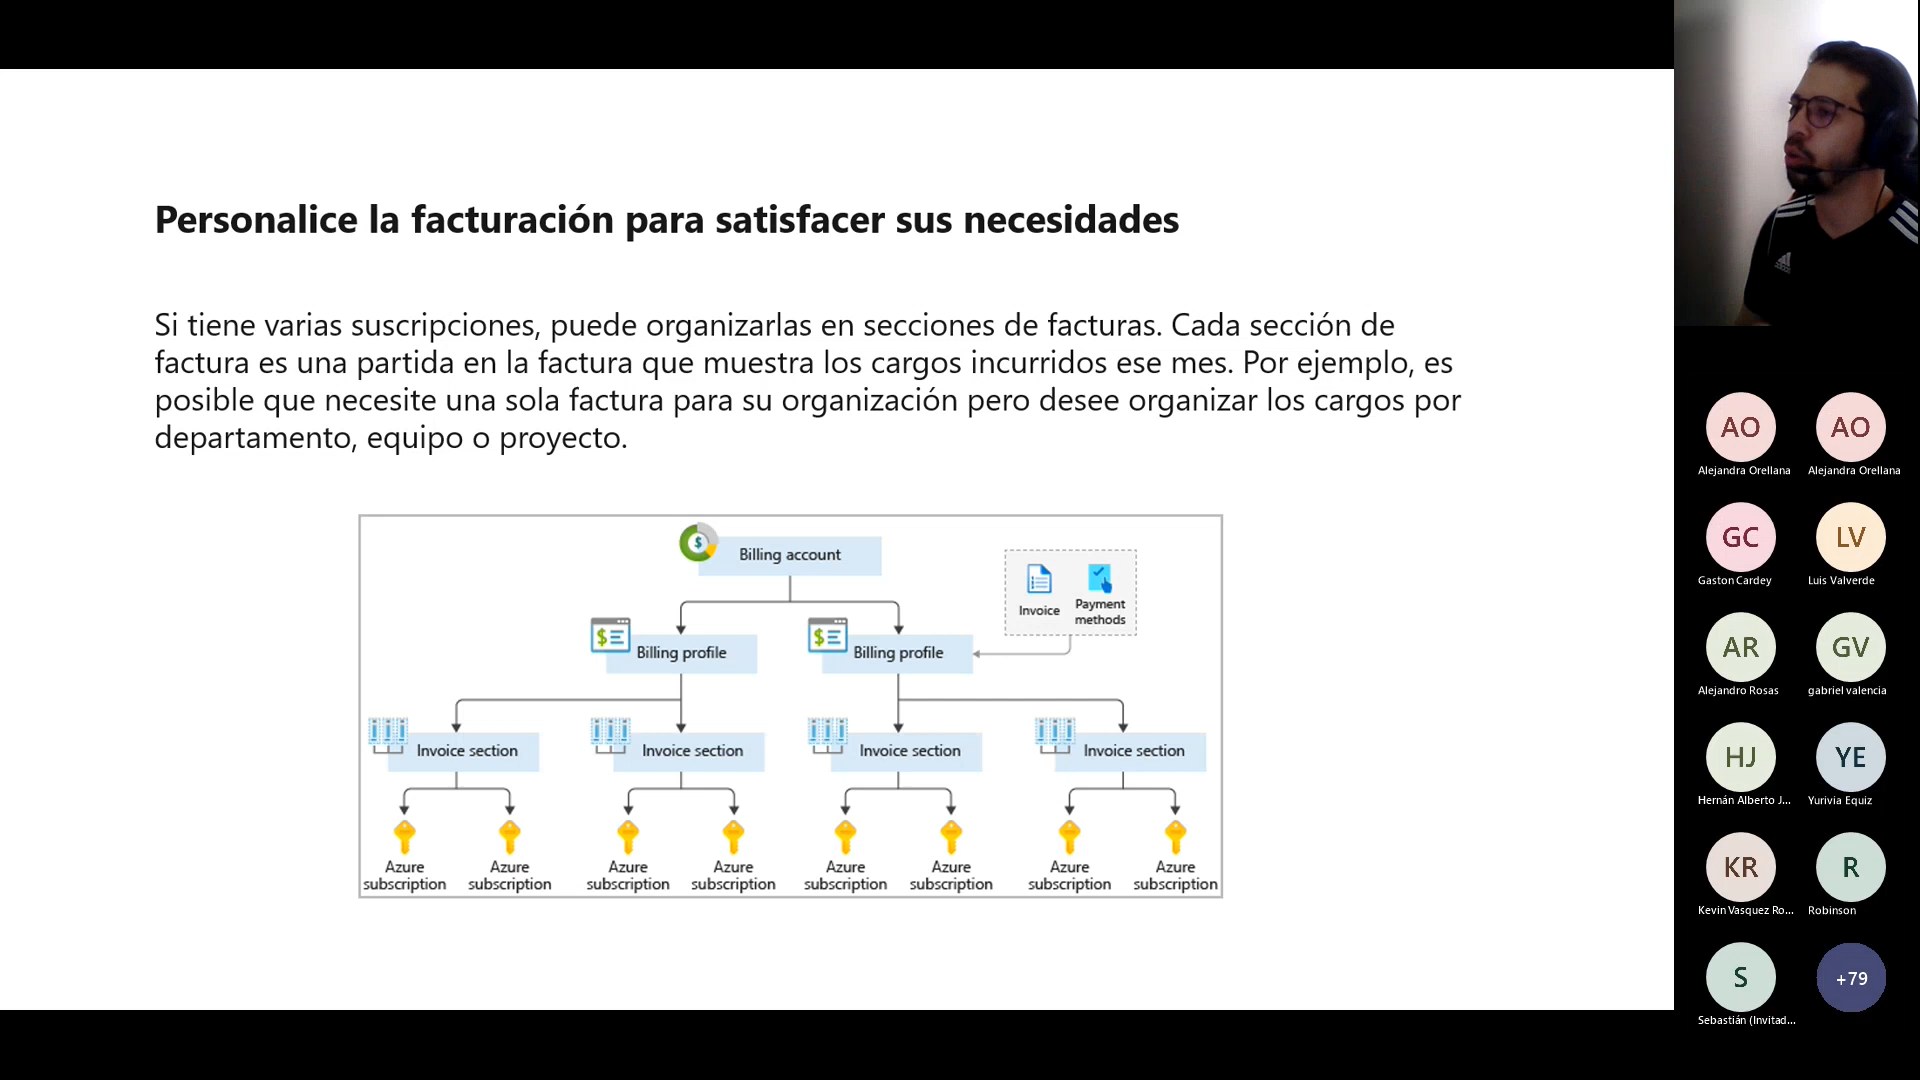 Personalice la facturación para satisfacer sus necesidades
Si tiene varias suscripciones, puede organizarlas en secciones de facturas. Cada sección de
factura es una partida en la factura que muestra los cargos incurridos ese mes. Por ejemplo, es
posible que necesite una sola factura para su organización pero desee organizar los cargos por
departamento, equipo o proyecto.
$
Billing account
Invoice
Payment
methods
$
Billing profile
$
Billing profile
Invoice section
Invoice section
Invoice section
Invoice section
Azure
subscription
Azure
subscription
Azure
subscription
Azure
subscription
Azure
subscription
Azure
subscription
Azure
subscription
Azure
subscription
AO
Alejandra Orellana
AO
Alejandra Orellana
GC
Gaston Cardey
LV
Luis Valverde
AR
Alejandro Rosas
GV
gabriel valencia
HJ
Hernán Alberto J...
YE
Yurivia Equiz
KR
Kevin Vasquez Ro...
R
Robinson
S
Sebastián (Invitad...
+79